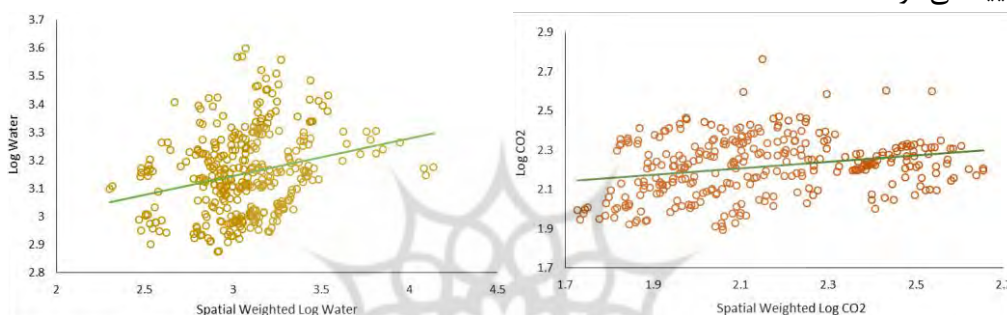 3.7
3.6
3.5
3.4
3.3
3.2
3.1
3
2.9
2.8
Log Water
2 2.5 3 3.5 4 4.5
Spatial Weighted Log Water
2.9
2.7
2.5
2.3
2.1
1.9
1.7
Log CO2
1.7 1.9 2.1 2.3 2.5
Spatial Weighted Log CO2